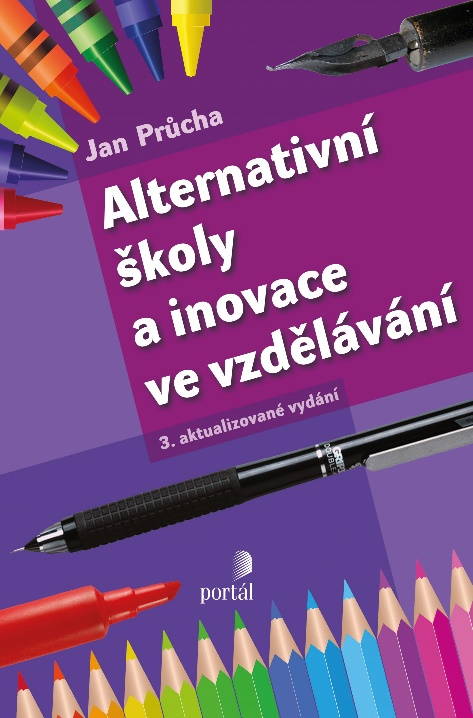 Jan Průcha
Alternativní
školy
a inovace
ve vzdělávání
3. aktualizované vydání
portál